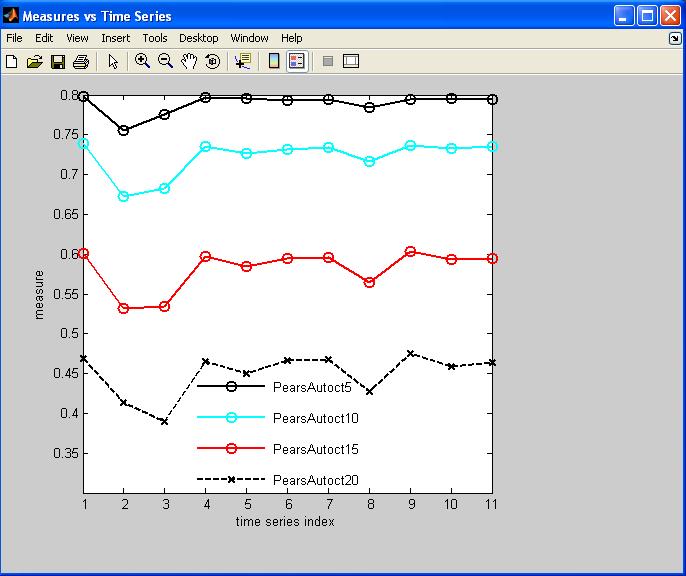 Measures vs Time Series
File Edit View Insert Tools Desktop Window Help
0.8
0.75
0.7
0.65
0.6
0.55
0.5
0.45
0.4
0.35
measure
PearsAutoct5
PearsAutoct10
PearsAutoct15
PearsAutoct20
1 2 3 4 5 6 7 8 9 10 11
time series index